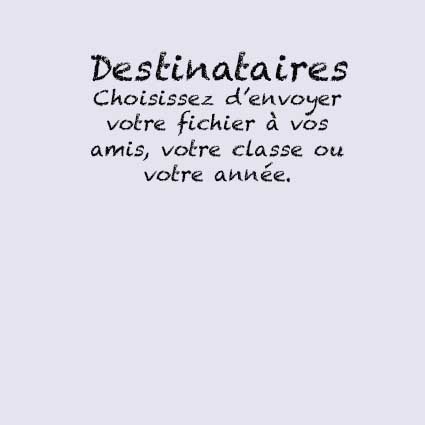 Destinataires
Choisissez d'envoyer
votre fichier à vos
amis, votre classe ou
votre année.